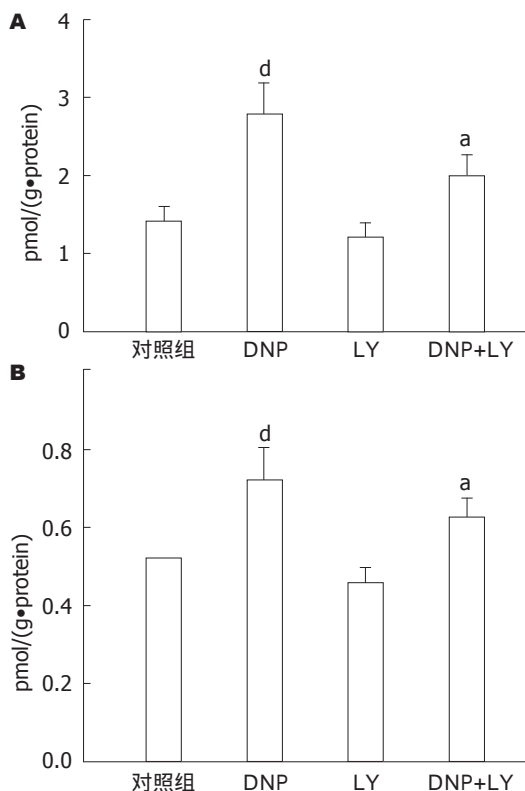 A
4
3
2
1
0
pmol/(g•protein)
d
a
对照组 DNP LY DNP+LY
B
0.8
0.6
0.4
0.2
0.0
pmol/(g•protein)
d
a
对照组 DNP LY DNP+LY